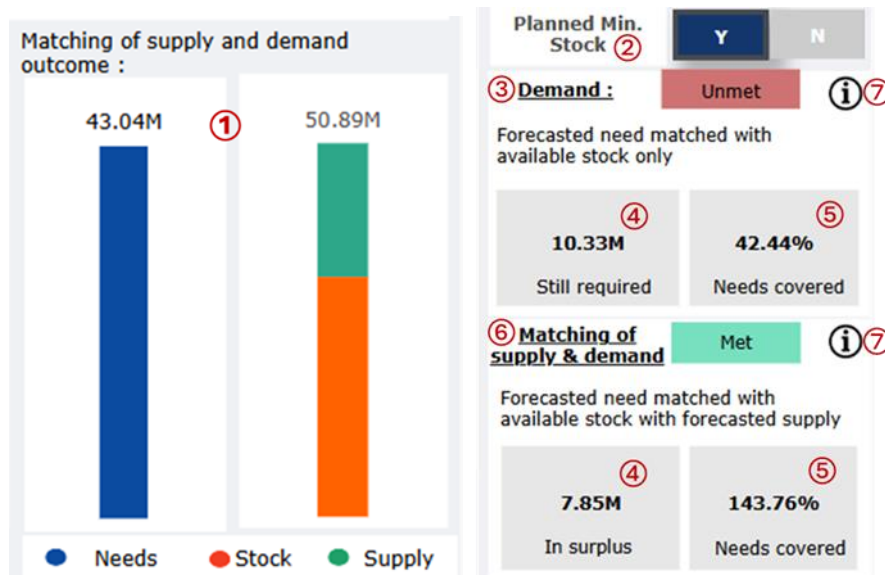 Matching of supply and demand
outcome :
43.04M
①
50.89M
Needs
Stock
Supply
Planned Min.
Stock ②
Y
N
③ Demand :
Unmet
i ⑦
Forecasted need matched with
available stock only
④
10.33M
Still required
⑤
42.44%
Needs covered
⑥ Matching of
supply & demand
Met
i ⑦
Forecasted need matched with
available stock with forecasted supply
④
7.85M
In surplus
⑤
143.76%
Needs covered